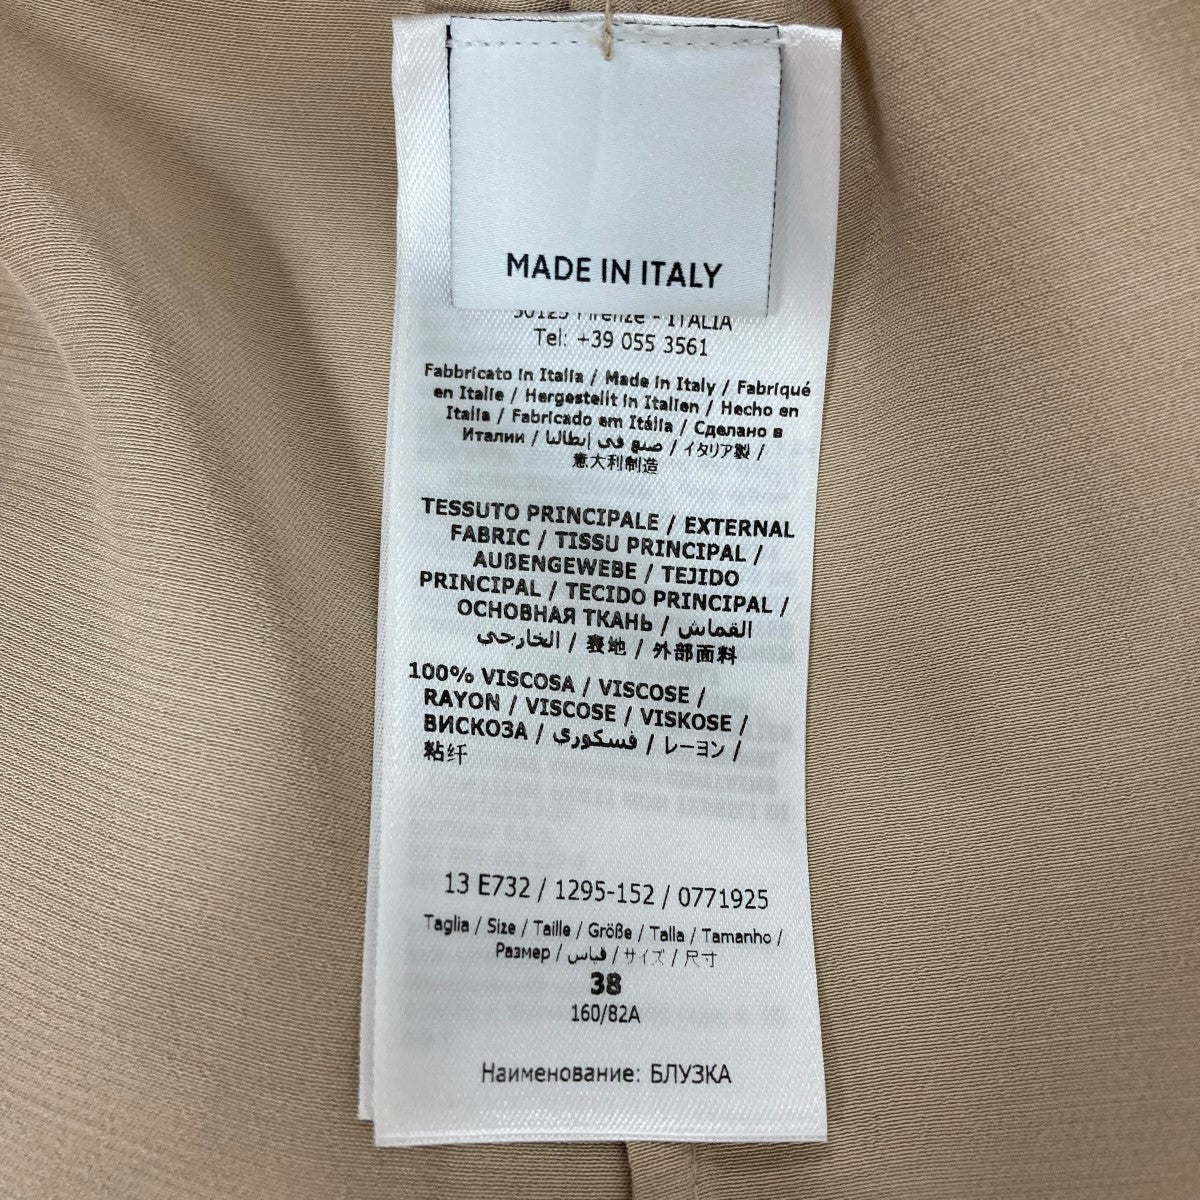 MADE IN ITALY
50125 Firenze - ITALIA
Tel: +39 055 3561
Fabbricato in Italia / Made in Italy / Fabriqué
en Italie / Hergestellt in Italien / Hecho en
Italia / Fabricado em Itália / Сделано в
Италии / صنع في إيطاليا / イタリア製 /
意大利制造
TESSUTO PRINCIPALE / EXTERNAL
FABRIC / TISSU PRINCIPAL /
AUßENGEWEBE / TEJIDO
PRINCIPAL / TECIDO PRINCIPAL /
ОСНОВНАЯ ТКАНЬ / القماش
الخارجي / 表地 / 外部面料
100% VISCOSA / VISCOSE /
RAYON / VISCOSE / VISKOSE /
ВИСКОЗА / فسكوري / レーヨン /
粘纤
13 E732 / 1295-152 / 0771925
Taglia / Size / Taille / Größe / Talla / Tamanho /
Размер / قياس / サイズ / 尺寸
38
160/82A
Наименование: БЛУЗКА